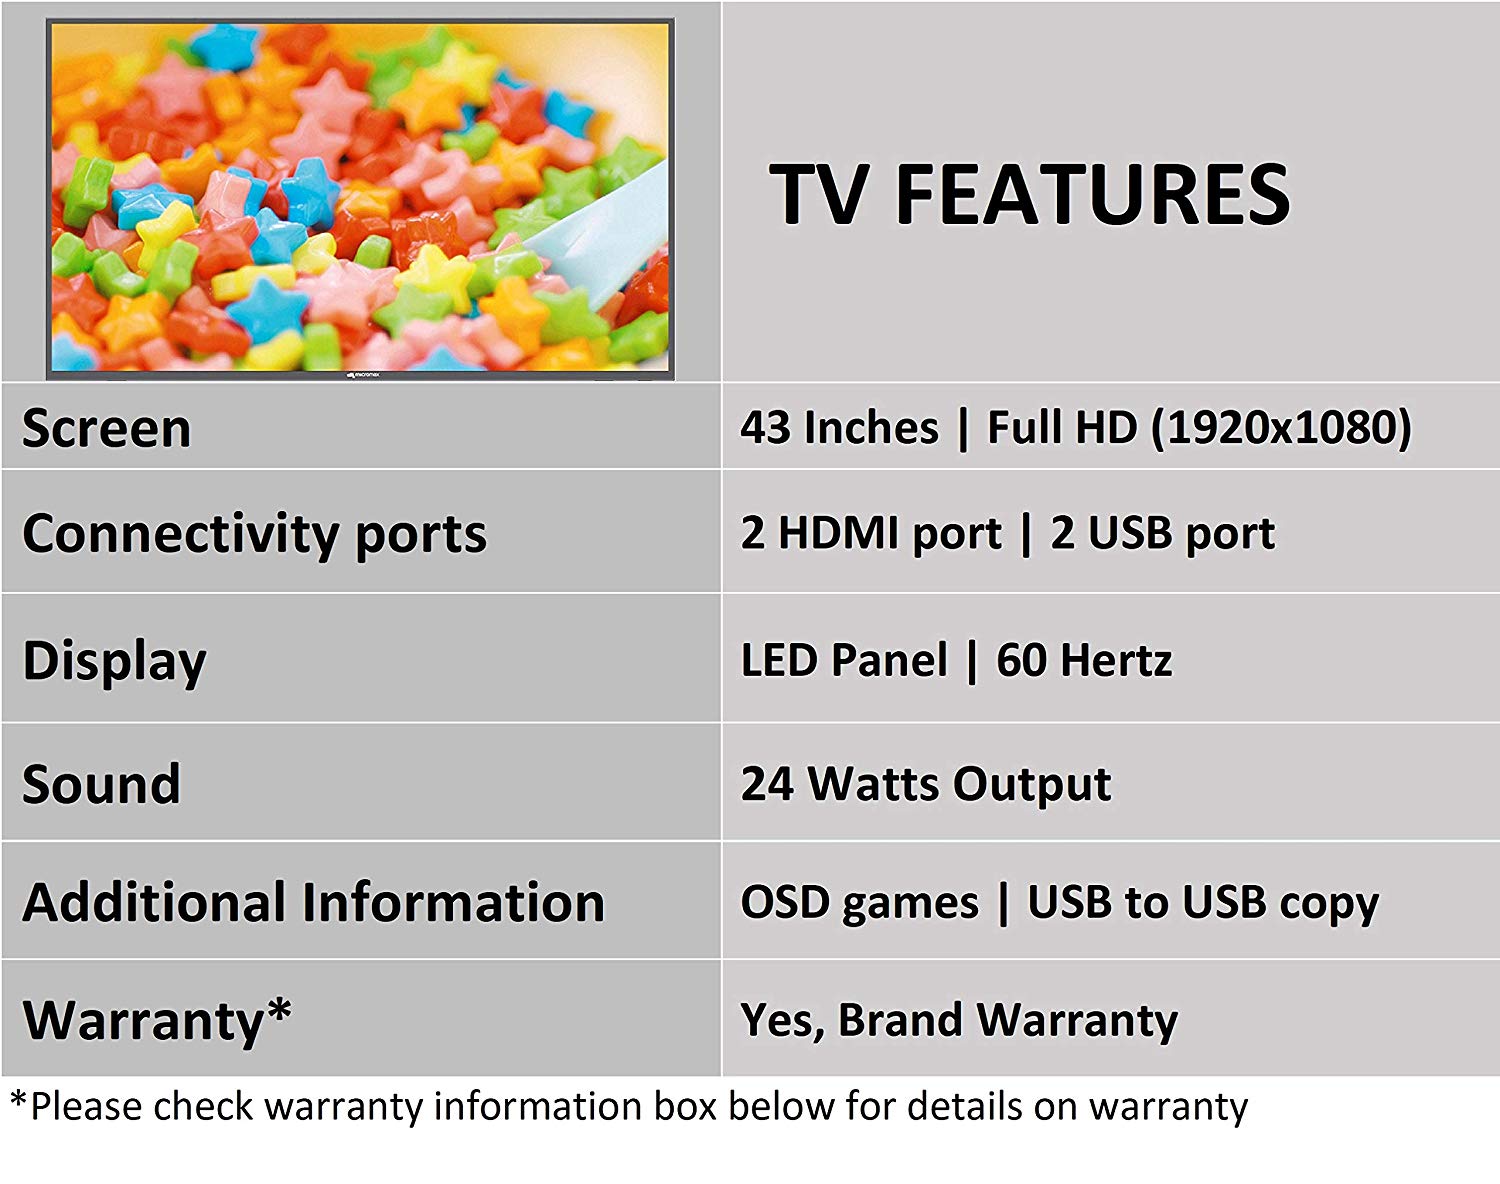 micromax
TV FEATURES
Screen
43 Inches | Full HD (1920x1080)
Connectivity ports
2 HDMI port | 2 USB port
Display
LED Panel | 60 Hertz
Sound
24 Watts Output
Additional Information
OSD games | USB to USB copy
Warranty*
Yes, Brand Warranty
*Please check warranty information box below for details on warranty